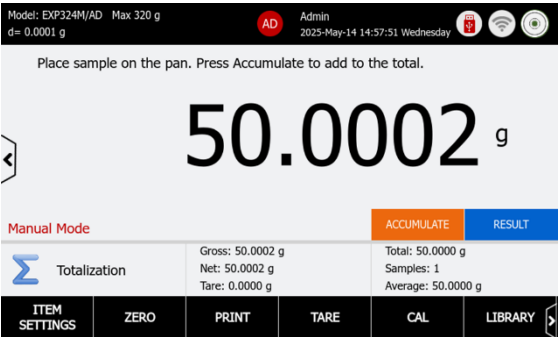 Model: EXP324M/AD Max 320 g
d= 0.0001 g
AD
Admin
2025-May-14 14:57:51 Wednesday
Place sample on the pan. Press Accumulate to add to the total.
50.0002 g
Manual Mode
ACCUMULATE
RESULT
Totalization
Gross: 50.0002 g
Net: 50.0002 g
Tare: 0.0000 g
Total: 50.0000 g
Samples: 1
Average: 50.0000 g
ITEM
SETTINGS
ZERO
PRINT
TARE
CAL
LIBRARY